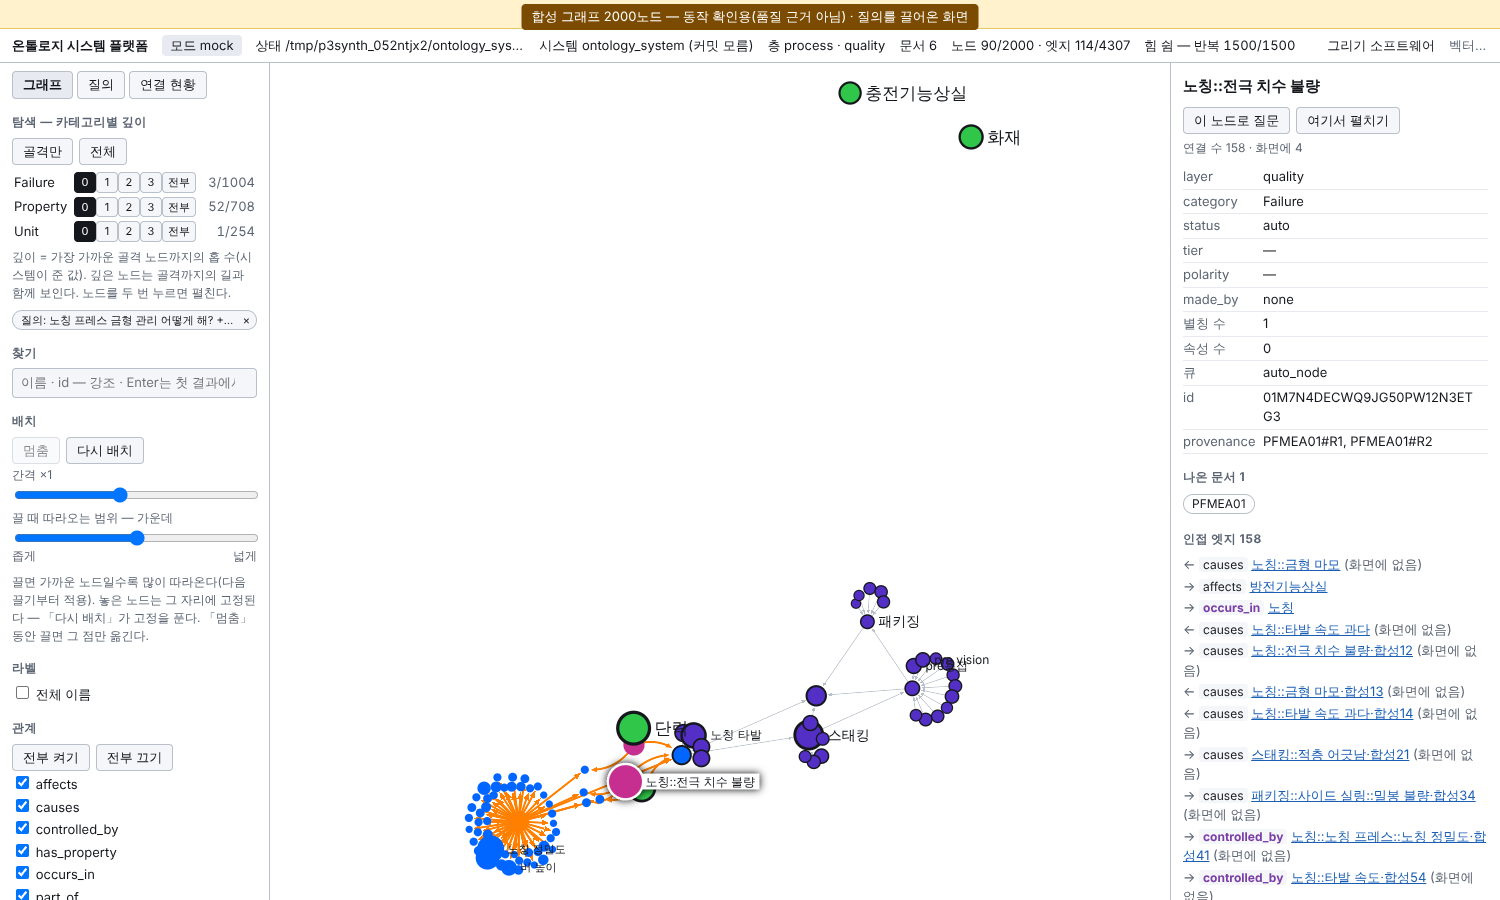 합성 그래프 2000노드 — 동작 확인용(품질 근거 아님) · 질의를 끌어온 화면
온톨로지 시스템 플랫폼 모드 mock 상태 /tmp/p3synth_052ntjx2/ontology_sys... 시스템 ontology_system (커밋 모름) 층 process · quality 문서 6 노드 90/2000 · 엣지 114/4307 힘 쉼 — 반복 1500/1500 그리기 소프트웨어 벡터...
그래프 질의 연결 현황
탐색 — 카테고리별 깊이
골격만 전체
Failure 0 1 2 3 전부 3/1004
Property 0 1 2 3 전부 52/708
Unit 0 1 2 3 전부 1/254
깊이 = 가장 가까운 골격 노드까지의 홉 수(시
스템이 준 값). 깊은 노드는 골격까지의 길과
함께 보인다. 노드를 두 번 누르면 펼친다.
질의: 노칭 프레스 금형 관리 어떻게 해? +... ×
찾기
이름 · id — 강조 · Enter는 첫 결과에서
배치
멈춤 다시 배치
간격 ×1
끌 때 따라오는 범위 — 가운데
좁게 넓게
끌면 가까운 노드일수록 많이 따라온다(다음
끌기부터 적용). 놓은 노드는 그 자리에 고정된
다 — 「다시 배치」가 고정을 푼다. 「멈춤」
동안 끌면 그 점만 옮긴다.
라벨
전체 이름
관계
전부 켜기 전부 끄기
affects
causes
controlled_by
has_property
occurs_in
part_of
충전기능상실
화재
패키징
vision
단락
노칭 타발
스태킹
노칭::전극 치수 불량
노칭 정밀도
버 높이
노칭::전극 치수 불량
이 노드로 질문 여기서 펼치기
연결 수 158 · 화면에 4
layer quality
category Failure
status auto
tier —
polarity —
made_by none
별칭 수 1
속성 수 0
큐 auto_node
id 01M7N4DECWQ9JG50PW12N3ET
G3
provenance PFMEA01#R1, PFMEA01#R2
나온 문서 1
PFMEA01
인접 엣지 158
← causes 노칭::금형 마모 (화면에 없음)
→ affects 방전기능상실
→ occurs_in 노칭
← causes 노칭::타발 속도 과다 (화면에 없음)
→ causes 노칭::전극 치수 불량·합성12 (화면에 없
음)
← causes 노칭::금형 마모·합성13 (화면에 없음)
← causes 노칭::타발 속도 과다·합성14 (화면에 없
음)
→ causes 스태킹::적층 어긋남·합성21 (화면에 없
음)
→ causes 패키징::사이드 실링::밀봉 불량·합성34
(화면에 없음)
→ controlled_by 노칭::노칭 프레스::노칭 정밀도·합
성41 (화면에 없음)
→ controlled_by 노칭::타발 속도·합성54 (화면에
없음)